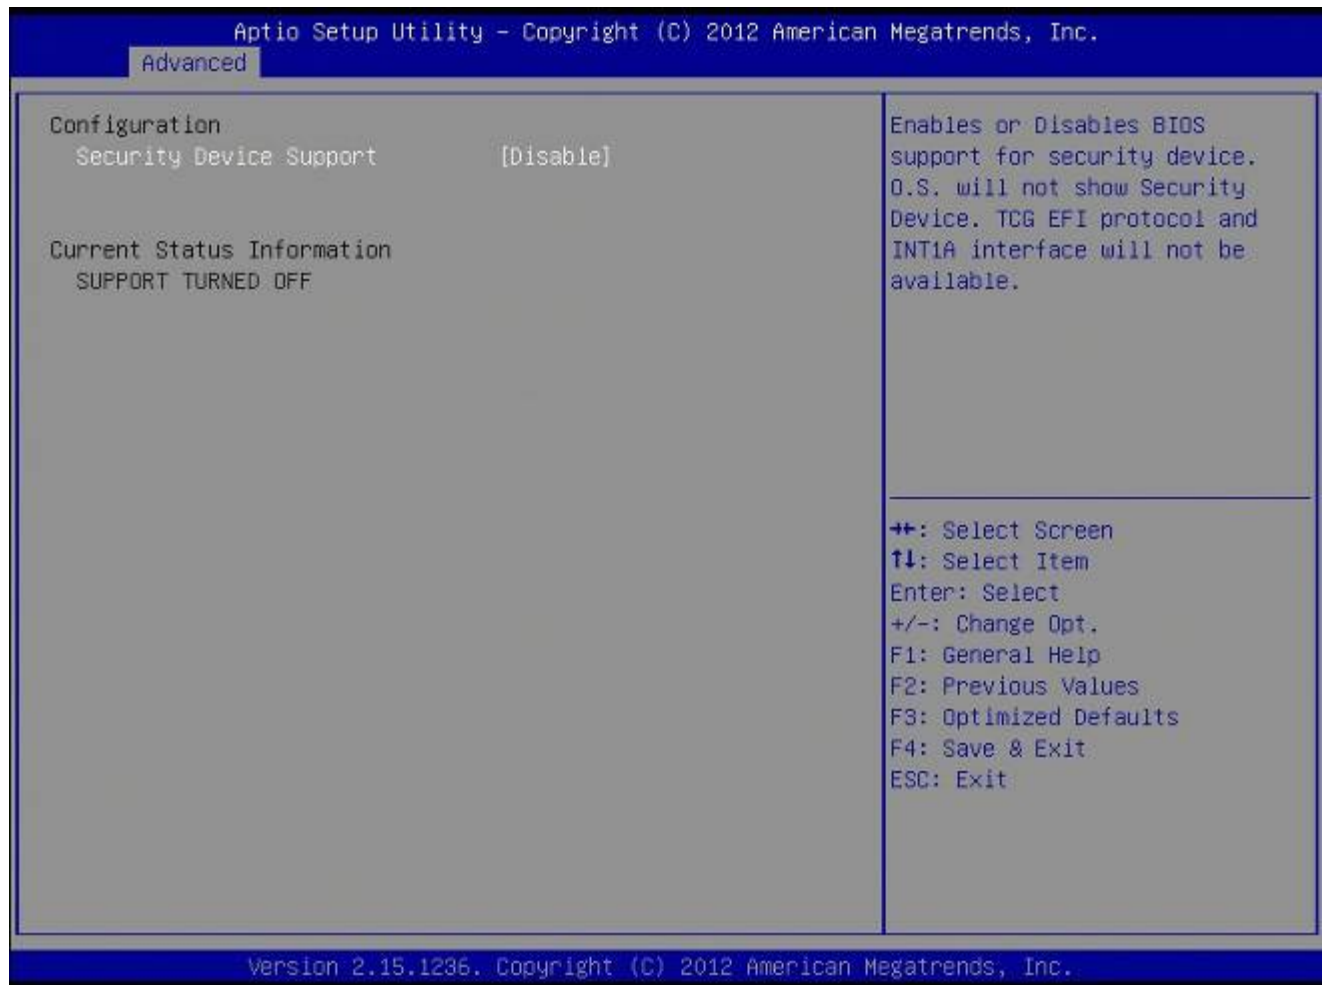 Aptio Setup Utility – Copyright (C) 2012 American Megatrends, Inc.
Advanced
Configuration
Security Device Support [Disable]
Current Status Information
SUPPORT TURNED OFF
Enables or Disables BIOS
support for security device.
O.S. will not show Security
Device. TCG EFI protocol and
INT1A interface will not be
available.
→←: Select Screen
↑↓: Select Item
Enter: Select
+/-: Change Opt.
F1: General Help
F2: Previous Values
F3: Optimized Defaults
F4: Save & Exit
ESC: Exit
Version 2.15.1236. Copyright (C) 2012 American Megatrends, Inc.